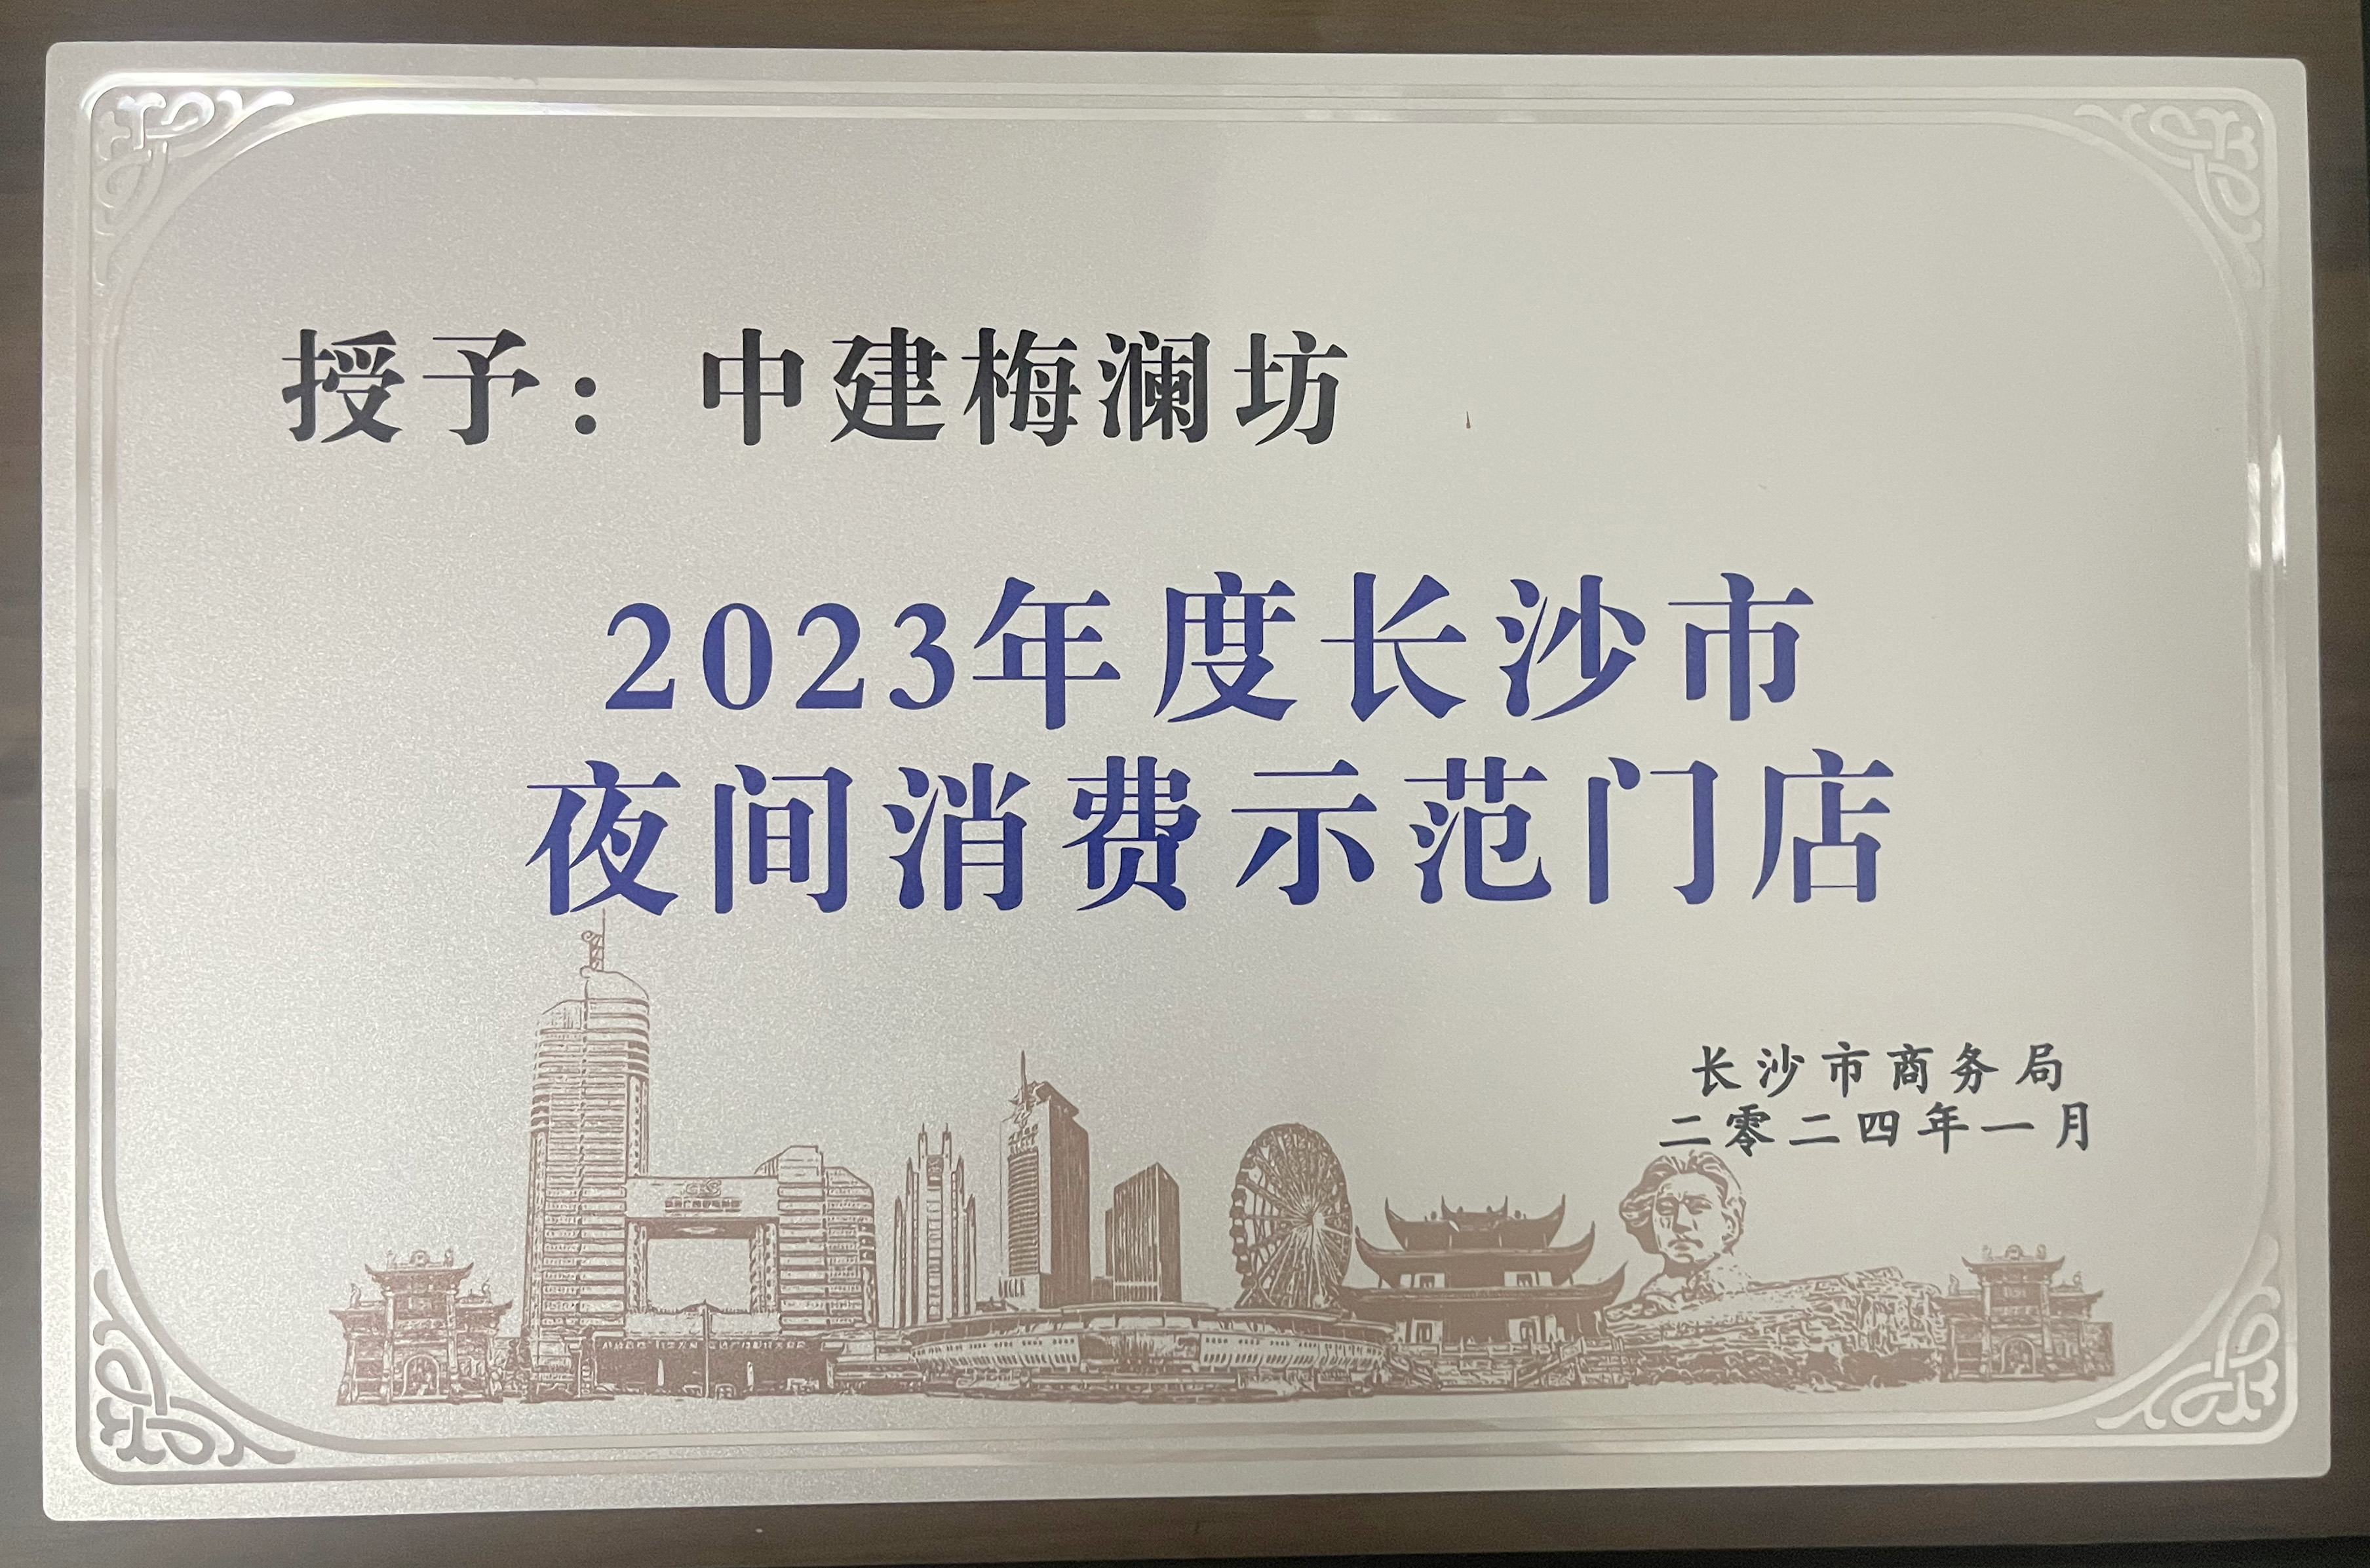 授予：中建梅澜坊
2023年度长沙市
夜间消费示范门店
长沙市商务局
二零二四年一月